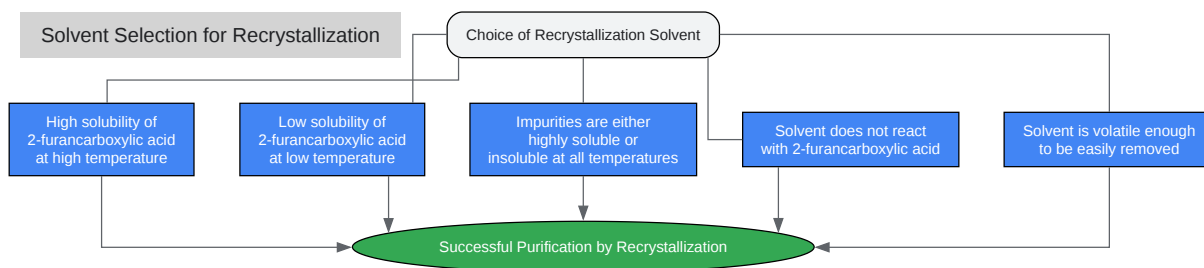 Solvent Selection for Recrystallization
Choice of Recrystallization Solvent
High solubility of
2-furancarboxylic acid
at high temperature
Low solubility of
2-furancarboxylic acid
at low temperature
Impurities are either
highly soluble or
insoluble at all temperatures
Solvent does not react
with 2-furancarboxylic acid
Solvent is volatile enough
to be easily removed
Successful Purification by Recrystallization